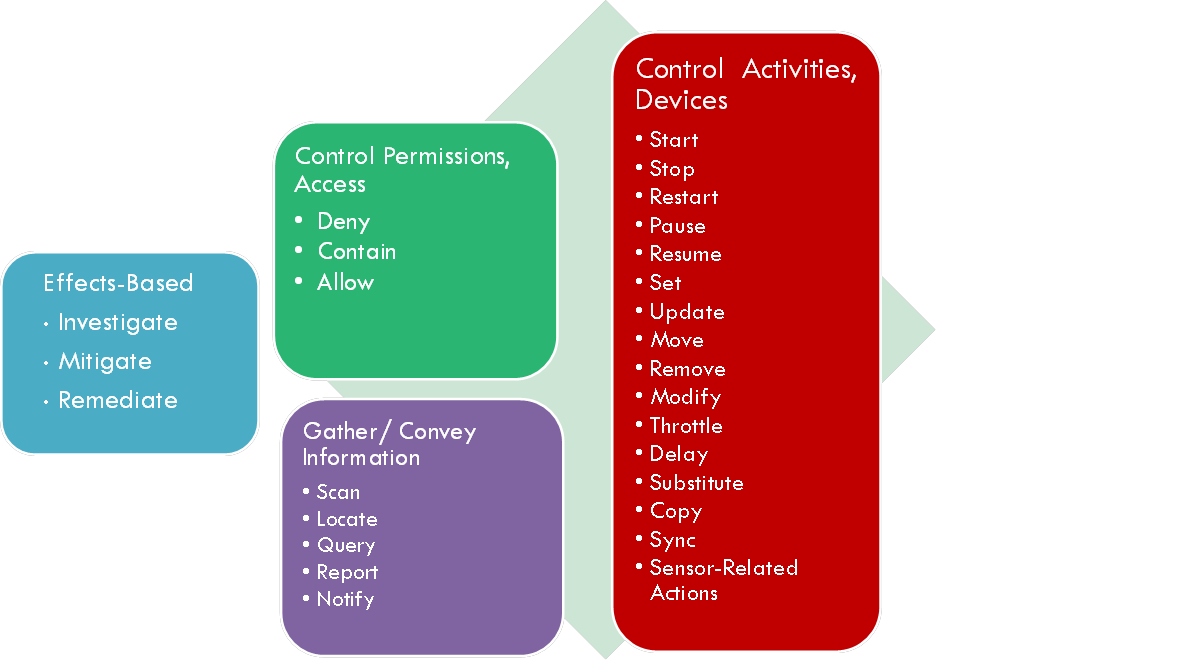 Effects-Based
• Investigate
• Mitigate
• Remediate
Control Permissions,
Access
• Deny
• Contain
• Allow
Gather/ Convey
Information
• Scan
• Locate
• Query
• Report
• Notify
Control Activities,
Devices
• Start
• Stop
• Restart
• Pause
• Resume
• Set
• Update
• Move
• Remove
• Modify
• Throttle
• Delay
• Substitute
• Copy
• Sync
• Sensor-Related
Actions